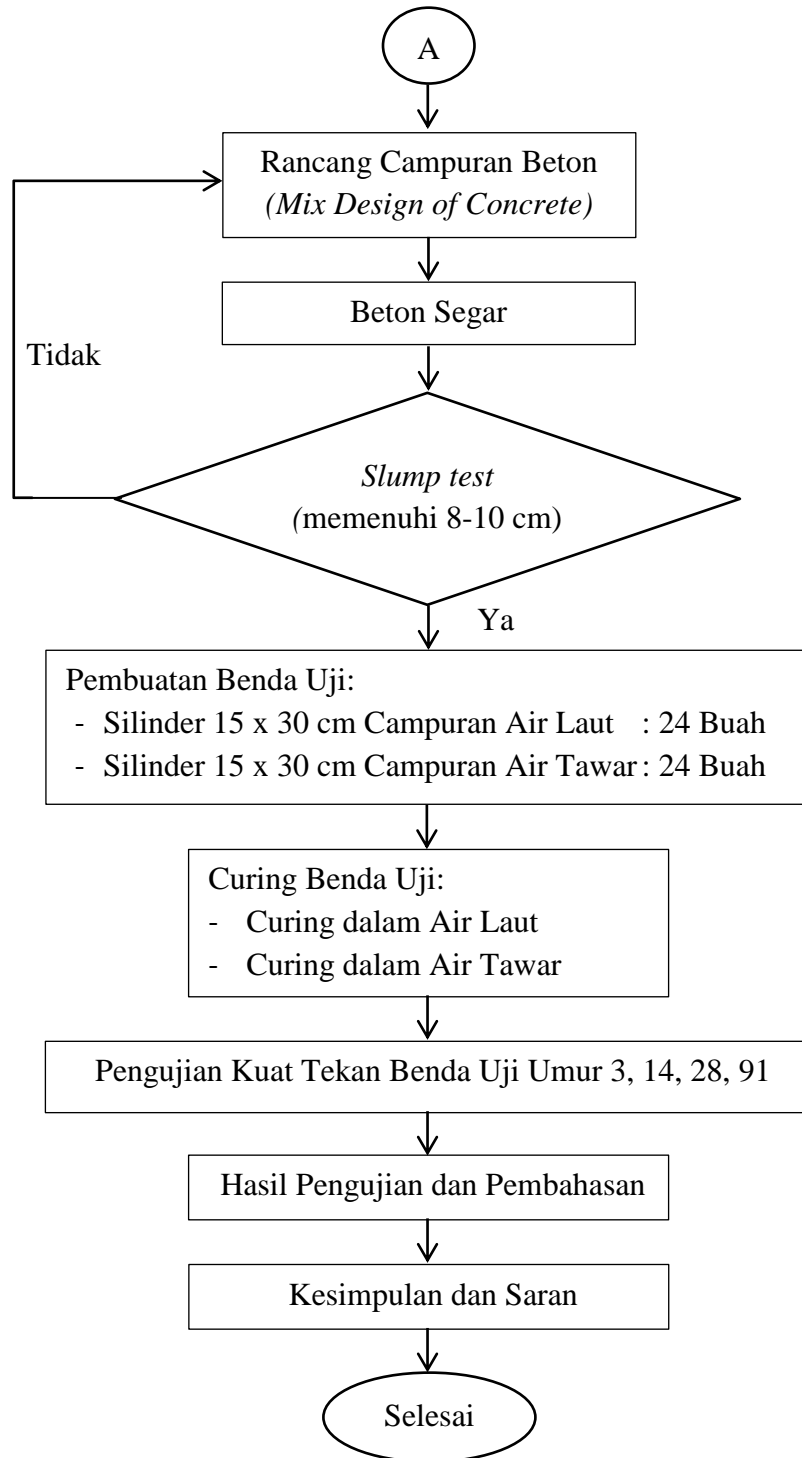 A
Rancang Campuran Beton
(Mix Design of Concrete)
Beton Segar
Tidak
Slump test
(memenuhi 8-10 cm)
Ya
Pembuatan Benda Uji:
- Silinder 15 x 30 cm Campuran Air Laut : 24 Buah
- Silinder 15 x 30 cm Campuran Air Tawar : 24 Buah
Curing Benda Uji:
- Curing dalam Air Laut
- Curing dalam Air Tawar
Pengujian Kuat Tekan Benda Uji Umur 3, 14, 28, 91
Hasil Pengujian dan Pembahasan
Kesimpulan dan Saran
Selesai